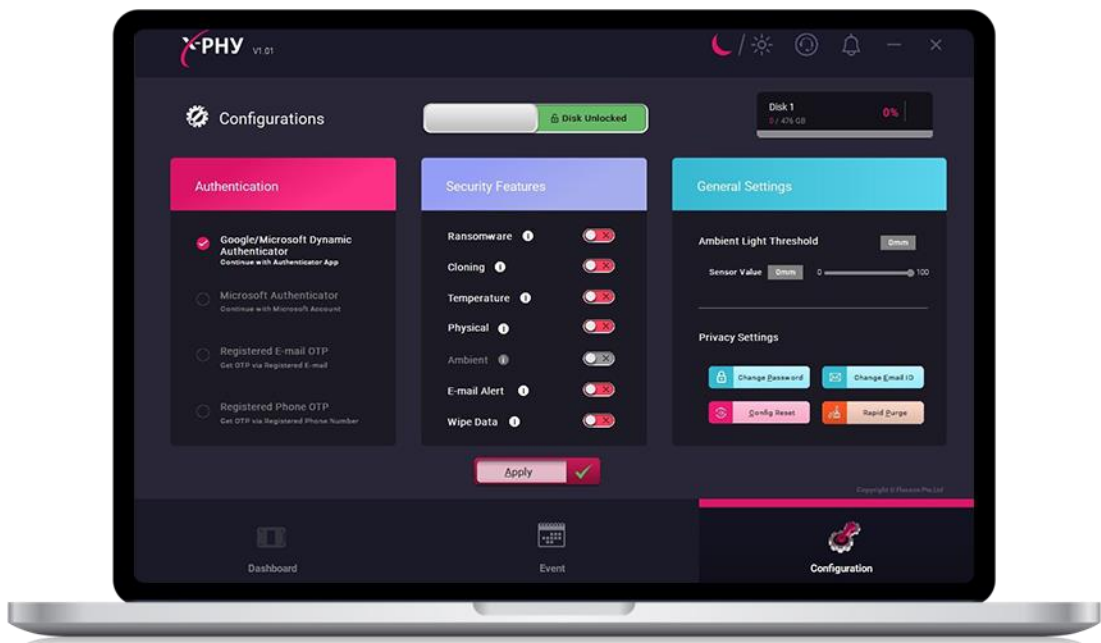 X-PHY V1.01
Configurations
Disk Unlocked
Disk 1
0 / 476 GB
0%
Authentication
Google/Microsoft Dynamic
Authenticator
Continue with Authenticator App
Microsoft Authenticator
Continue with Microsoft Account
Registered E-mail OTP
Get OTP via Registered E-mail
Registered Phone OTP
Get OTP via Registered Phone Number
Security Features
Ransomware
Cloning
Temperature
Physical
Ambient
E-mail Alert
Wipe Data
General Settings
Ambient Light Threshold 0mm
Sensor Value 0mm 0 100
Privacy Settings
Change Password
Change Email ID
Config Reset
Rapid Purge
Apply
Copyright © Flexxon Pte Ltd
Dashboard
Event
Configuration